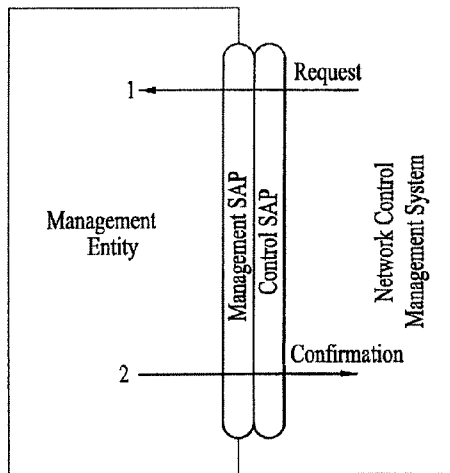 Request
1
Management
Entity
Management SAP
Control SAP
Network Control
Management System
2
Confirmation